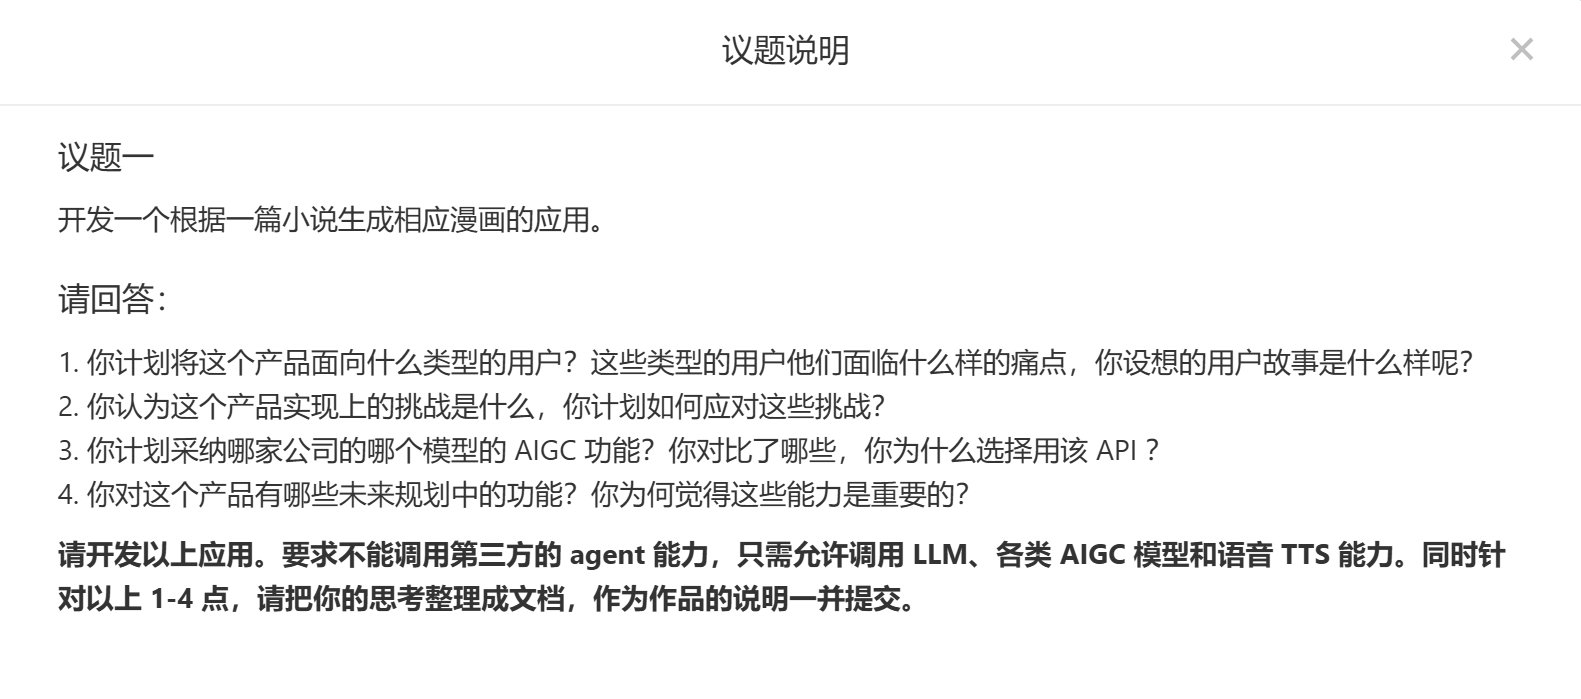 议题说明
议题一
开发一个根据一篇小说生成相应漫画的应用。
请回答：
1. 你计划将这个产品面向什么类型的用户？这些类型的用户他们面临什么样的痛点，你设想的用户故事是什么样呢？
2. 你认为这个产品实现上的挑战是什么，你计划如何应对这些挑战？
3. 你计划采纳哪家公司的哪个模型的 AIGC 功能？你对比了哪些，你为什么选择用该 API ？
4. 你对这个产品有哪些未来规划中的功能？你为何觉得这些能力是重要的？
请开发以上应用。要求不能调用第三方的 agent 能力，只需允许调用 LLM、各类 AIGC 模型和语音 TTS 能力。同时针
对以上 1-4 点，请把你的思考整理成文档，作为作品的说明一并提交。